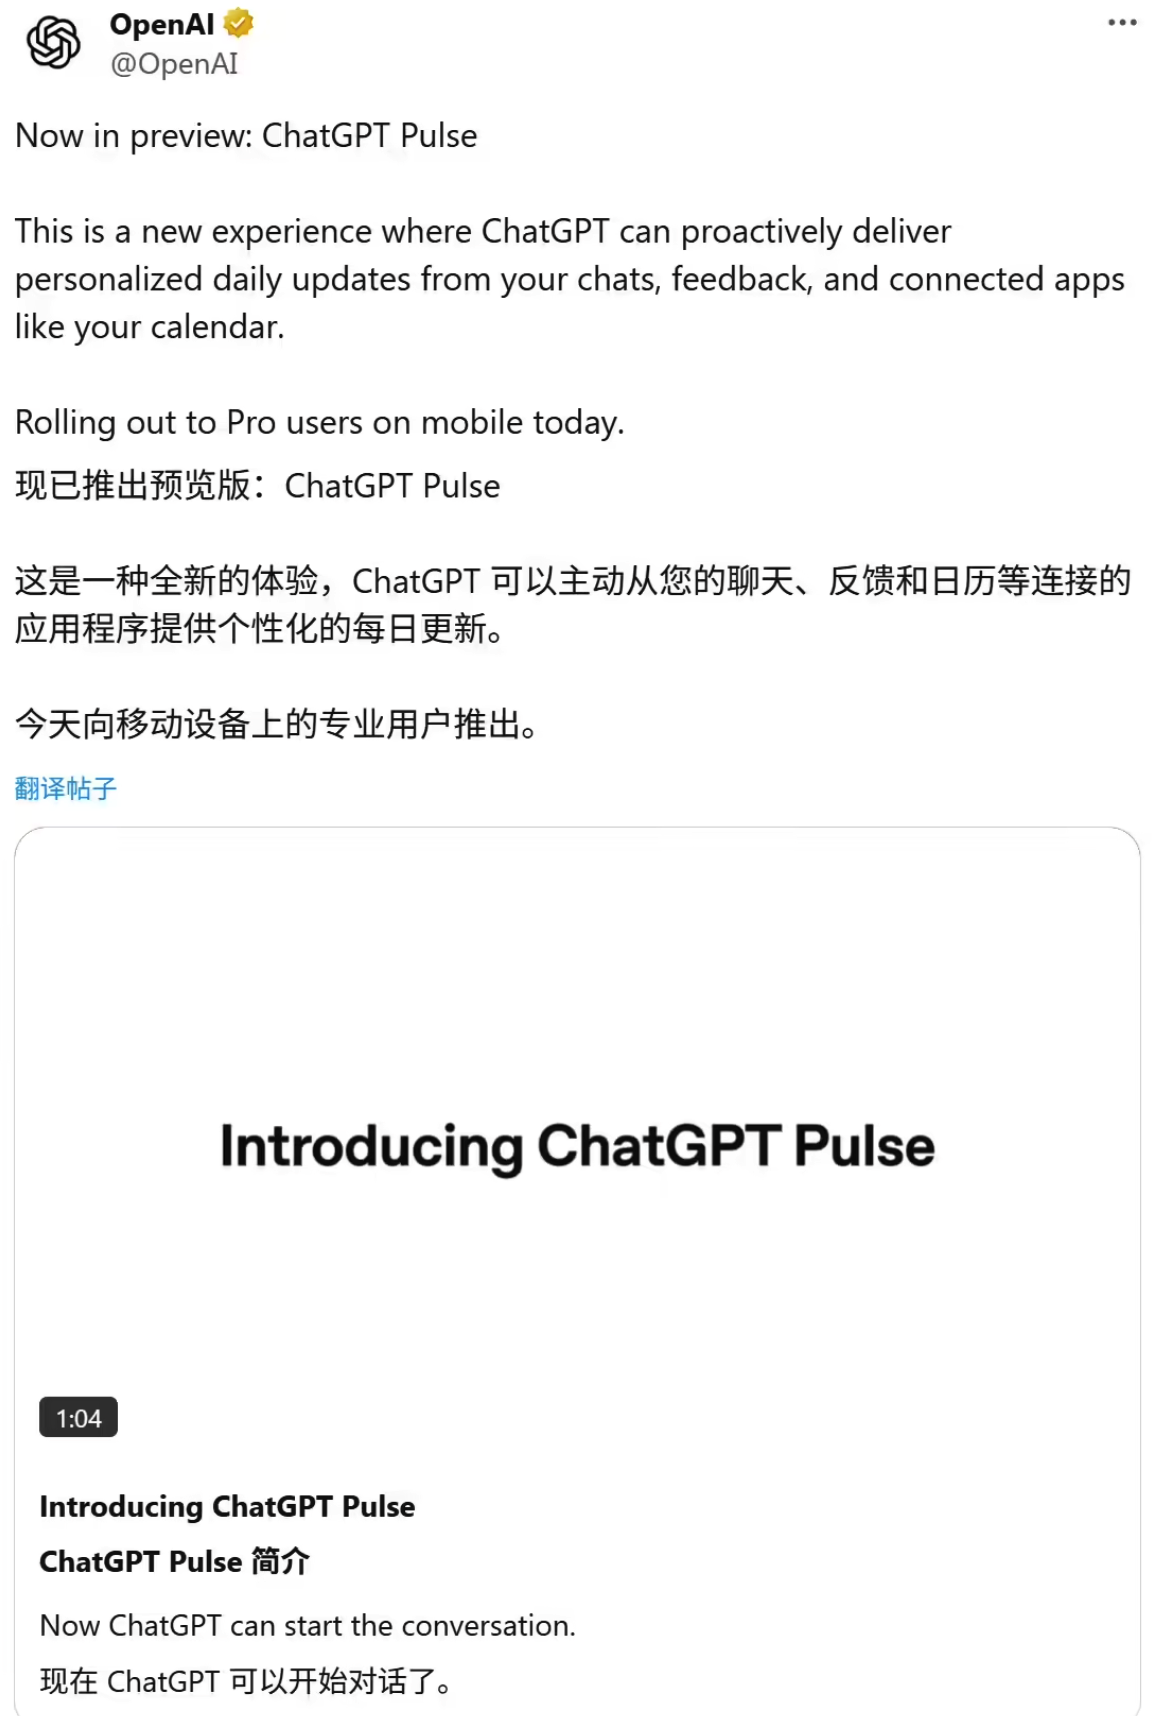 OpenAI
@OpenAI
Now in preview: ChatGPT Pulse
This is a new experience where ChatGPT can proactively deliver
personalized daily updates from your chats, feedback, and connected apps
like your calendar.
Rolling out to Pro users on mobile today.
现已推出预览版：ChatGPT Pulse
这是一种全新的体验，ChatGPT 可以主动从您的聊天、反馈和日历等连接的
应用程序提供个性化的每日更新。
今天向移动设备上的专业用户推出。
翻译帖子
Introducing ChatGPT Pulse
1:04
Introducing ChatGPT Pulse
ChatGPT Pulse 简介
Now ChatGPT can start the conversation.
现在 ChatGPT 可以开始对话了。